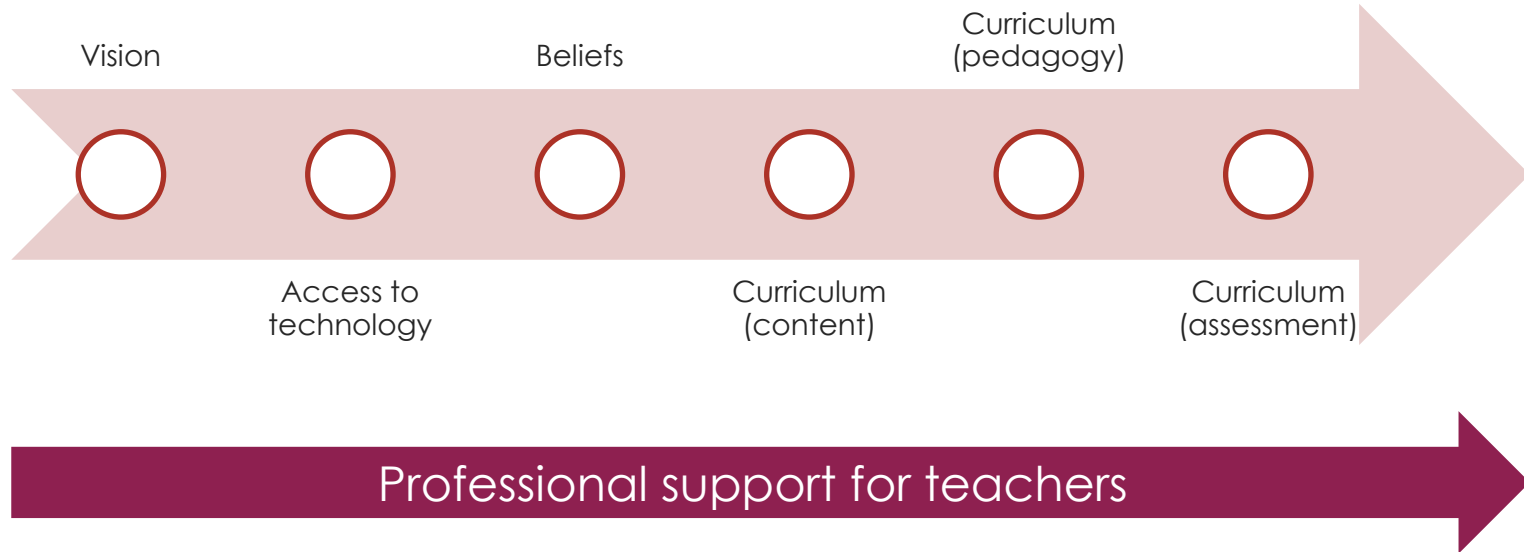 Vision
Access to
technology
Beliefs
Curriculum
(content)
Curriculum
(pedagogy)
Curriculum
(assessment)
Professional support for teachers